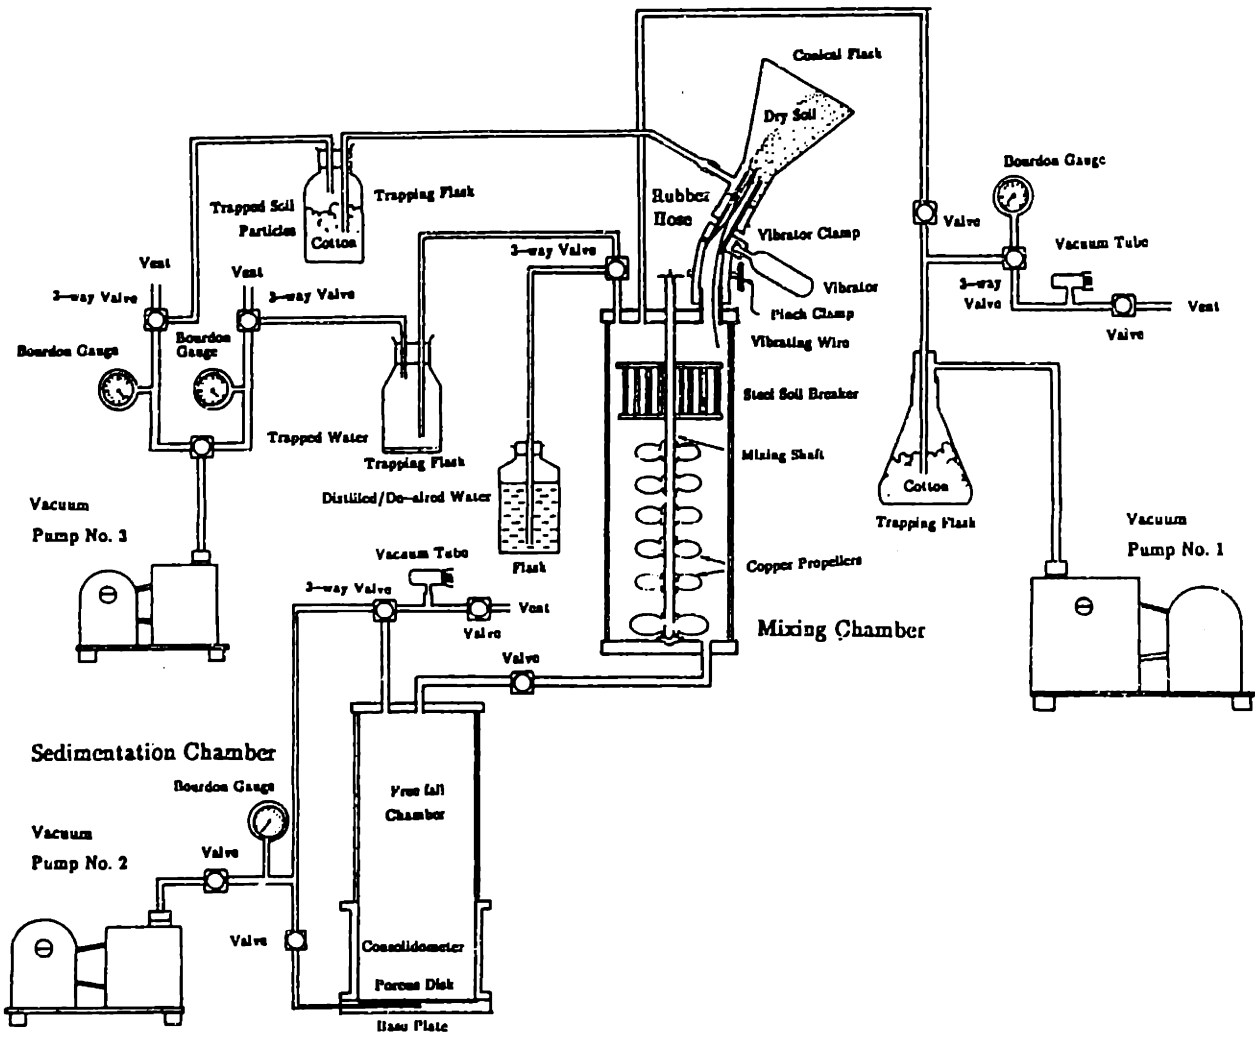 Conical Flask
Dry Soil
Bourdon Gauge
Trapping Flask
Rubber
Hose
Trapped Soil
Particles
Cotton
Valve
Vibrator Clamp
Vacuum Tube
3-way Valve
Vent
Vent
3-way Valve
3-way Valve
Vibrator
3-way
Valve
Vent
Pinch Clamp
Valve
Bourdon Gauge
Bourdon
Gauge
Vibrating Wire
Steel Soil Breaker
Trapped Water
Trapping Flask
Mixing Shaft
Cotton
Distilled/De-aired Water
Trapping Flask
Vacuum
Pump No. 3
Vacuum
Pump No. 1
Vacuum Tube
Flask
Copper Propellers
3-way Valve
Vent
Valve
Mixing Chamber
Valve
Sedimentation Chamber
Bourdon Gauge
Free fall
Chamber
Vacuum
Pump No. 2
Valve
Valve
Consolidometer
Porous Disk
Base Plate